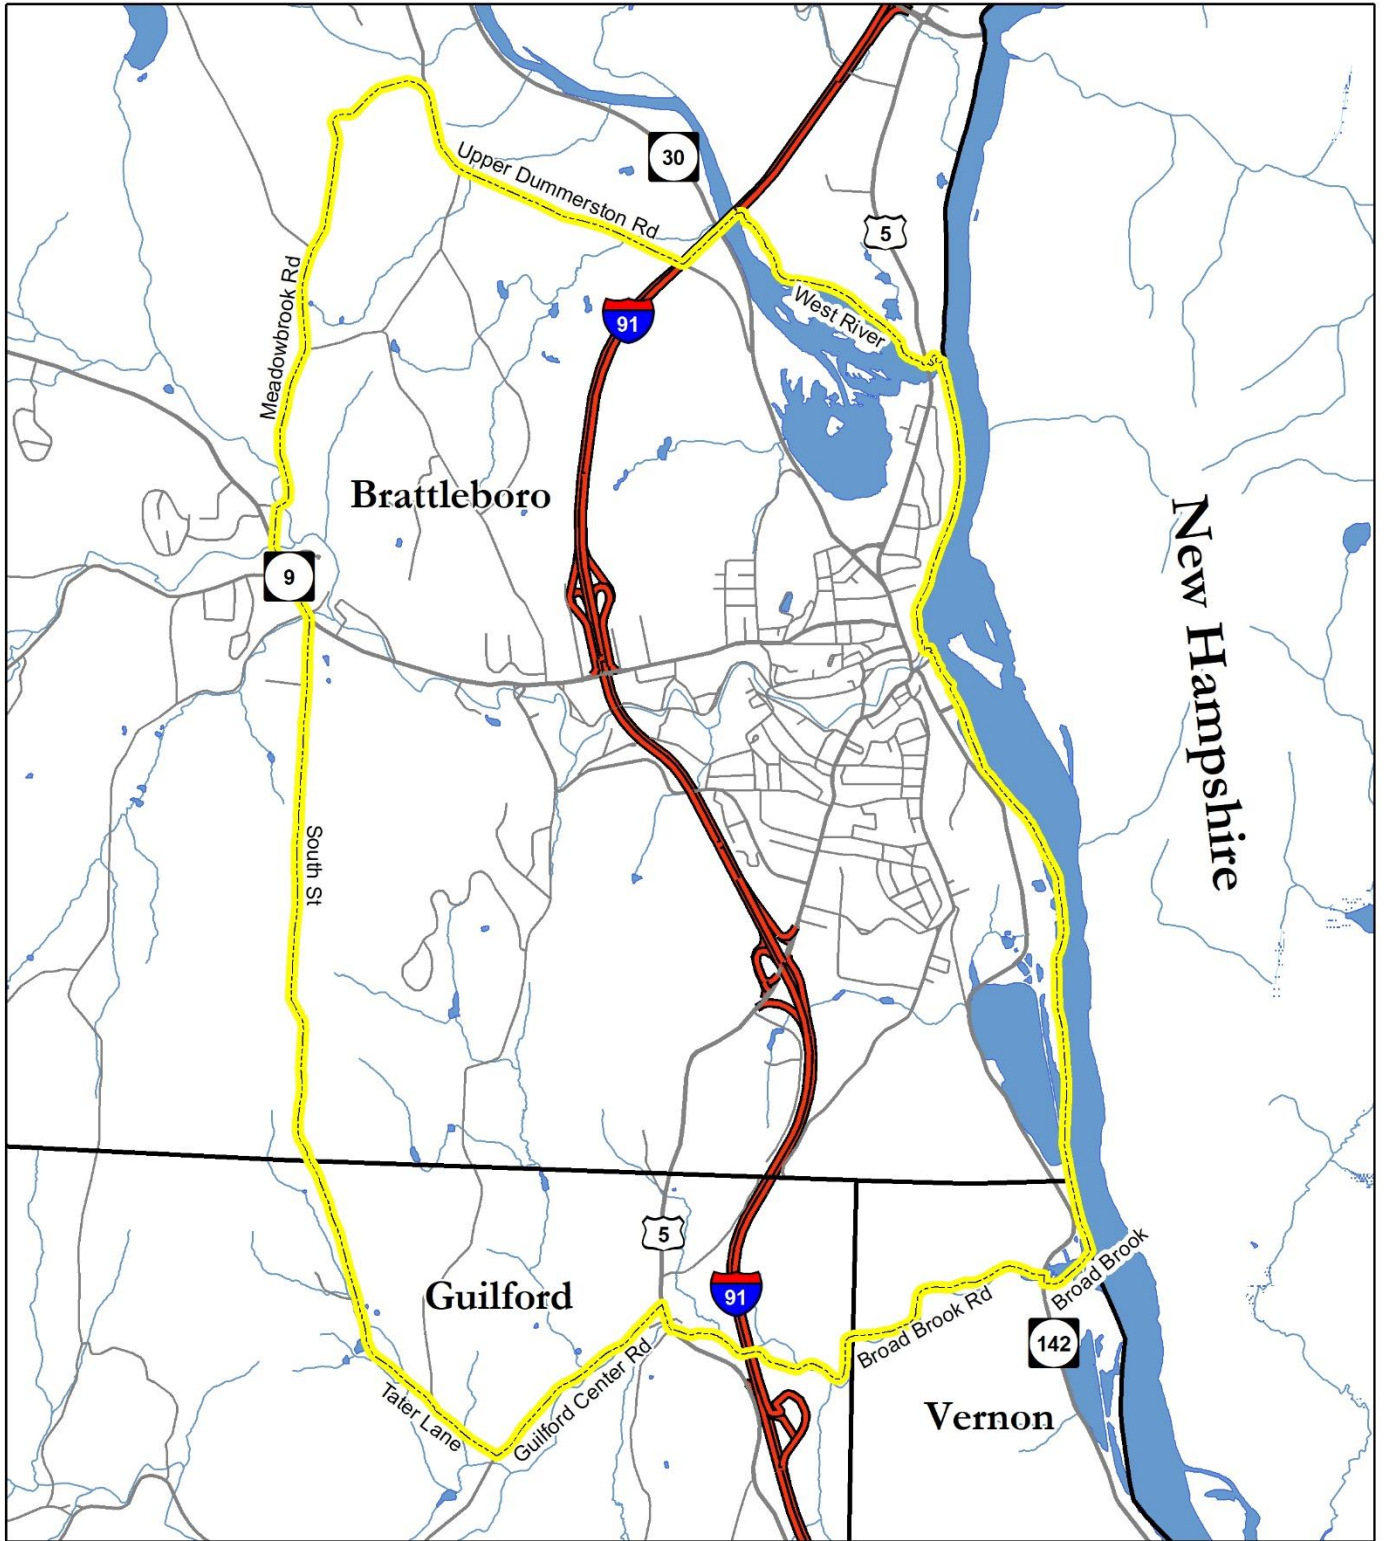 30
Upper Dummerston Rd
5
Meadowbrook Rd
West River
91
Brattleboro
New Hampshire
9
South St
5
Guilford
91
Broad Brook
Broad Brook Rd
142
Guilford Center Rd
Tater Lane
Vernon